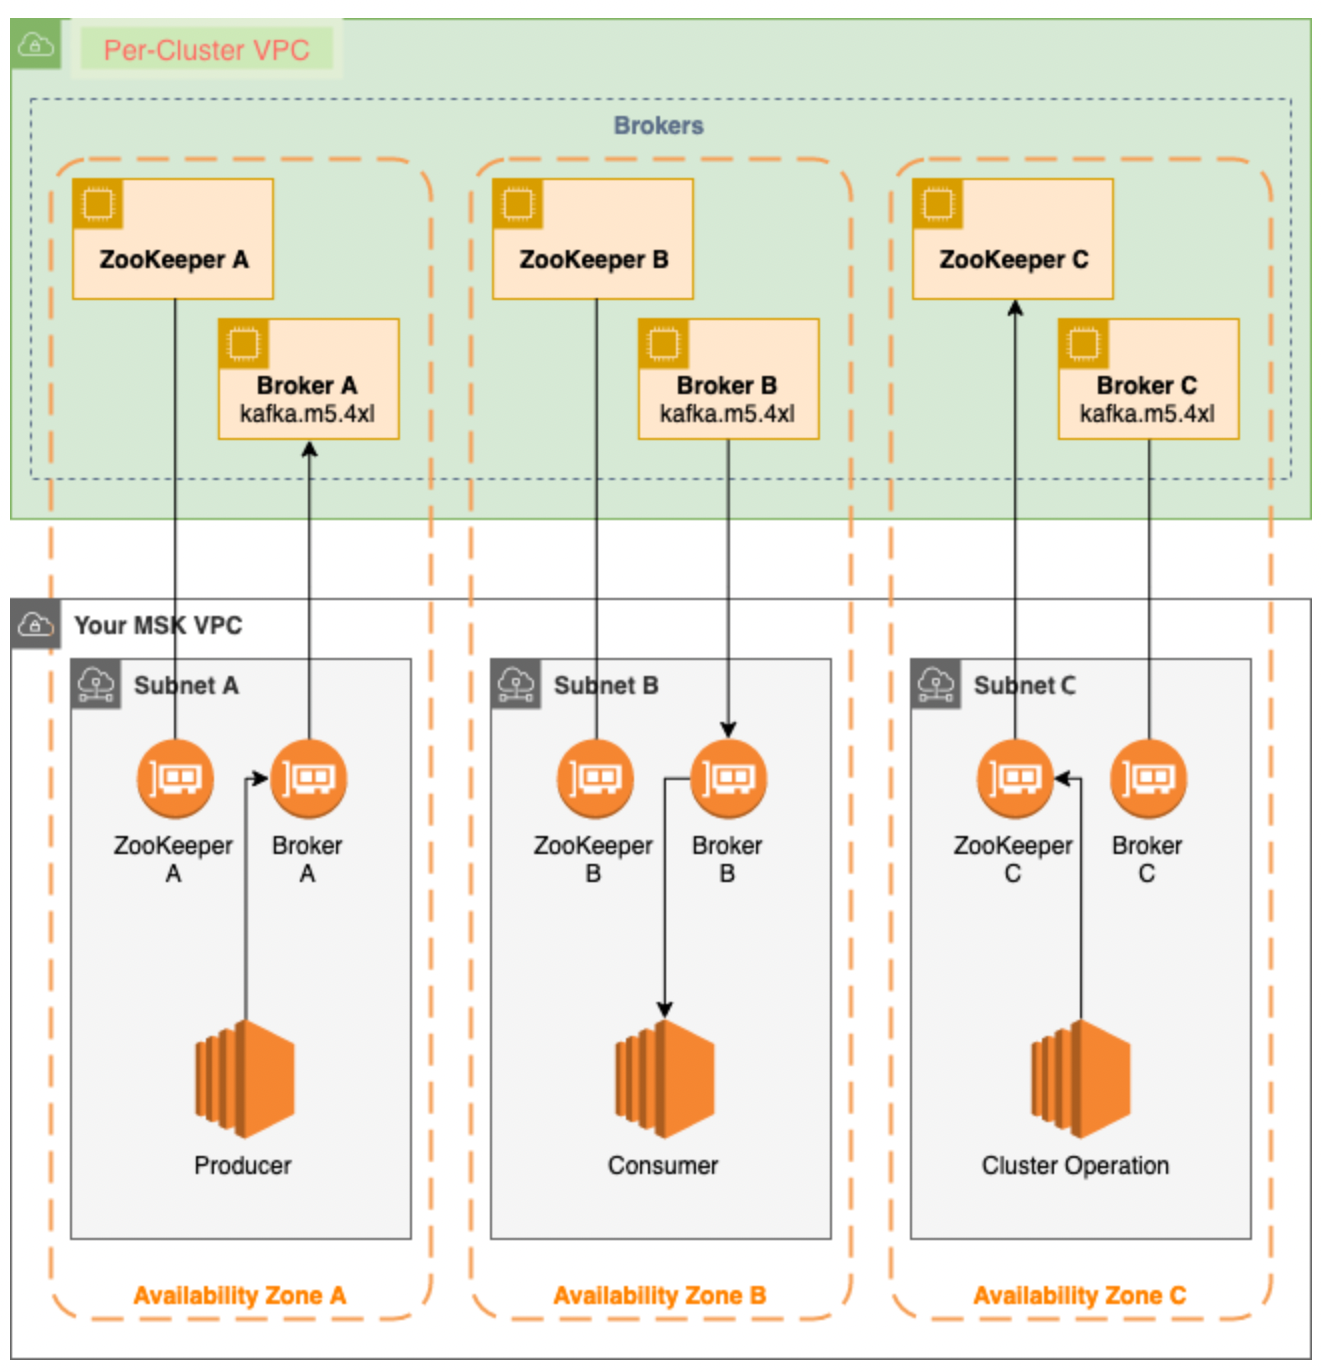 Per-Cluster VPC
Brokers
ZooKeeper A
ZooKeeper B
ZooKeeper C
Broker A
kafka.m5.4xl
Broker B
kafka.m5.4xl
Broker C
kafka.m5.4xl
Your MSK VPC
Subnet A
Subnet B
Subnet C
ZooKeeper
A
Broker
A
ZooKeeper
B
Broker
B
ZooKeeper
C
Broker
C
Producer
Consumer
Cluster Operation
Availability Zone A
Availability Zone B
Availability Zone C